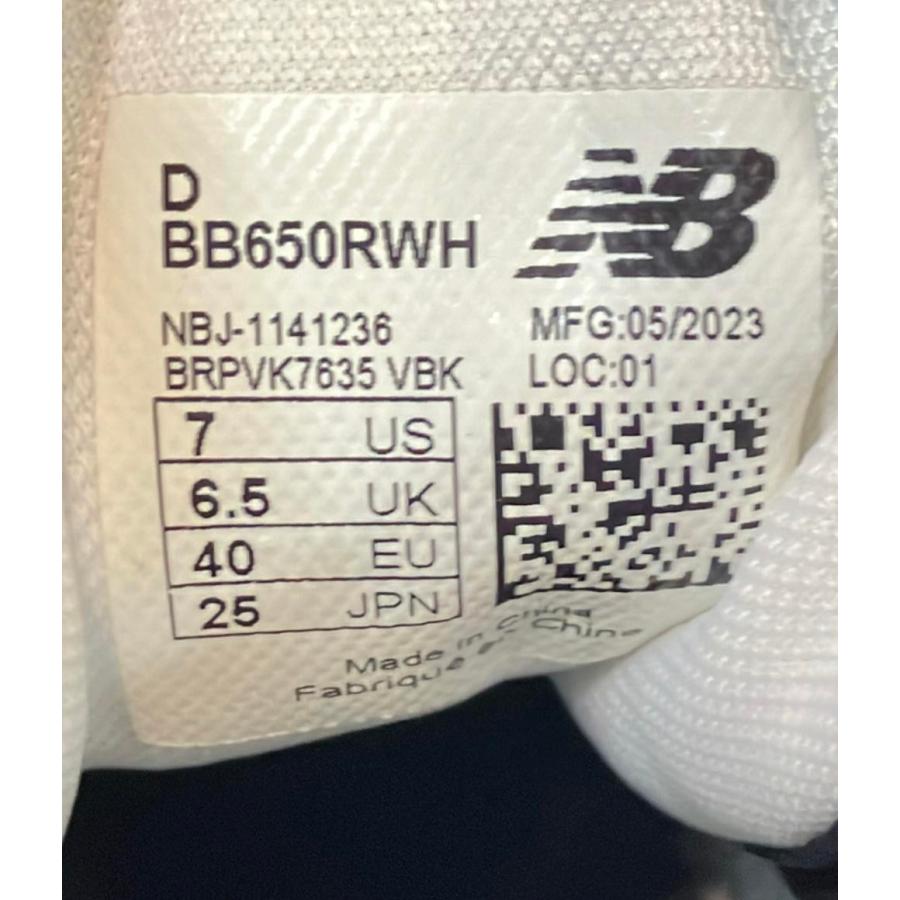 D
BB650RWH
NB
NBJ-1141236
BRPVK7635 VBK
MFG:05/2023
LOC:01
7 US
6.5 UK
40 EU
25 JPN
Made in China
Fabriqué en Chine